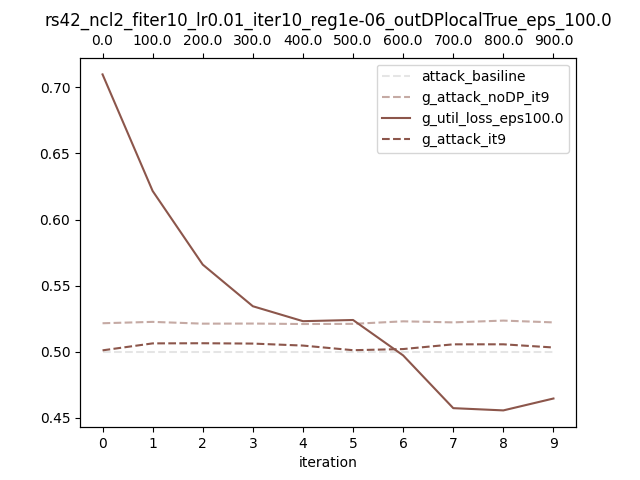 rs42_ncl2_fiter10_lr0.01_iter10_reg1e-06_outDPlocalTrue_eps_100.0
0.0 100.0 200.0 300.0 400.0 500.0 600.0 700.0 800.0 900.0
attack_basiline
g_attack_noDP_it9
g_util_loss_eps100.0
g_attack_it9
0.70
0.65
0.60
0.55
0.50
0.45
0 1 2 3 4 5 6 7 8 9
iteration